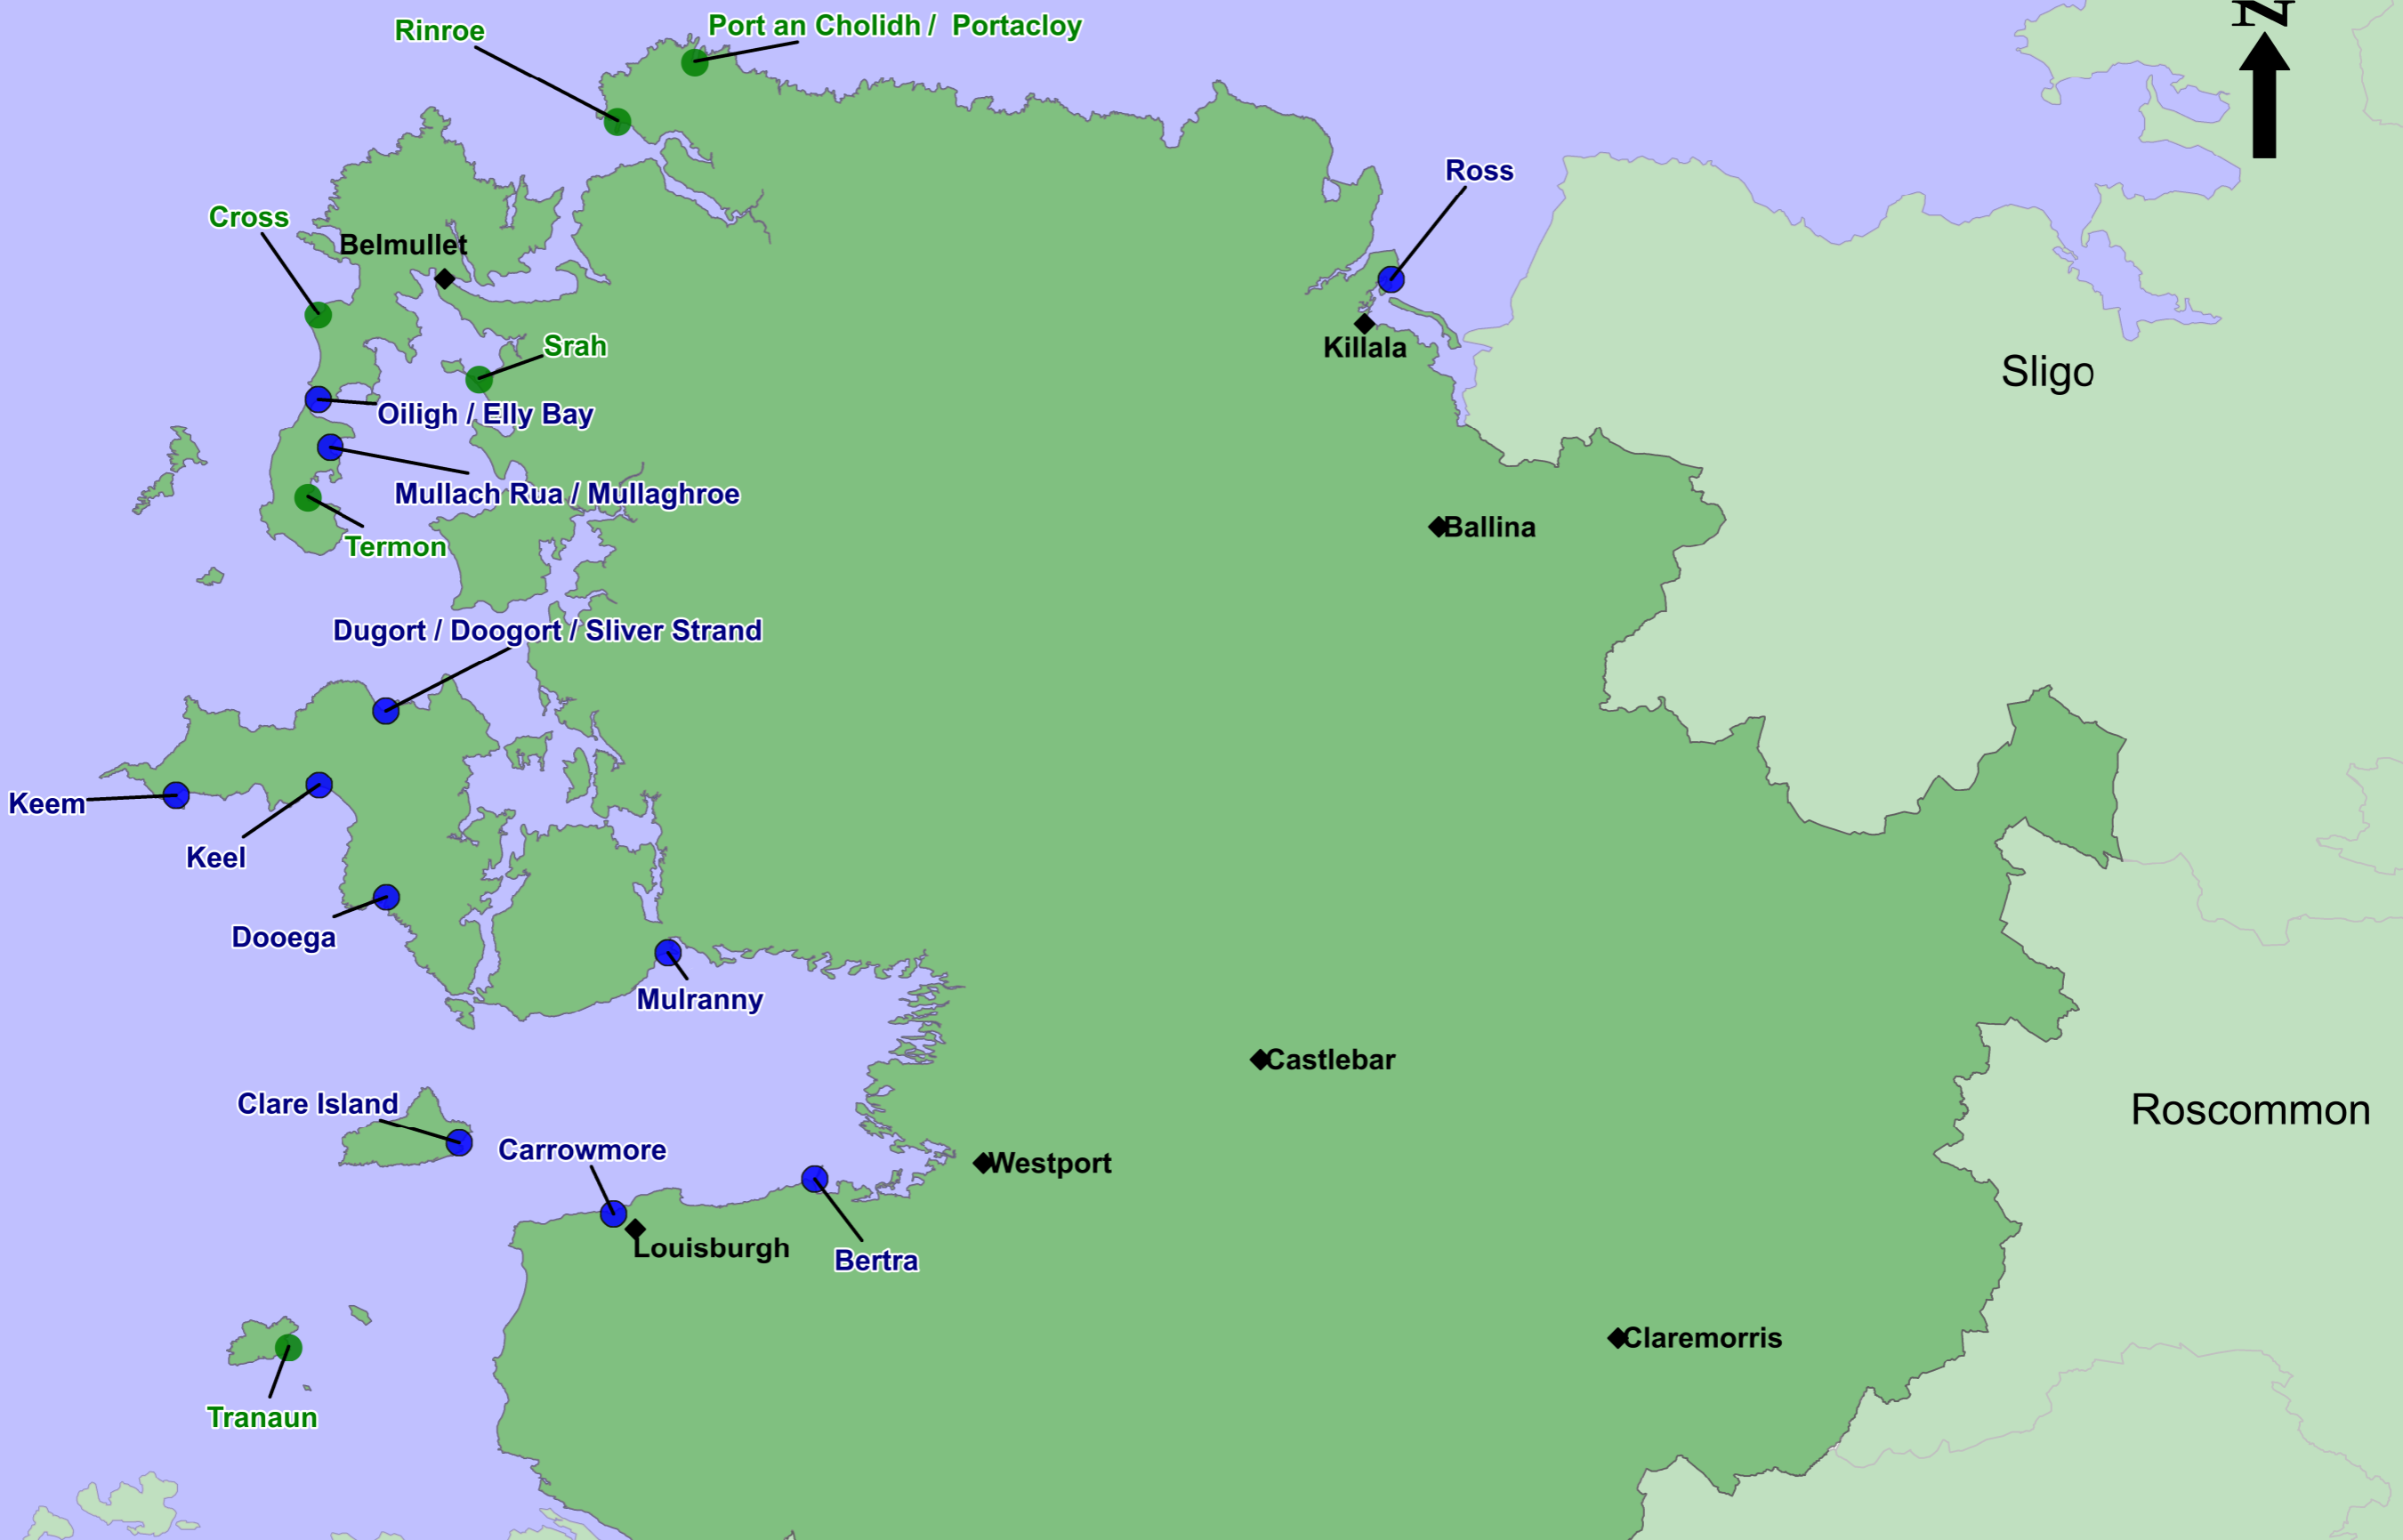 Port an Cholidh /  Portacloy
Rinroe
N
Ross
Cross
Belmullet
Srah
Killala
Sligo
Oiligh / Elly Bay
Mullach Rua / Mullaghroe
Ballina
Termon
Dugort / Doogort / Sliver Strand
Keem
Keel
Dooega
Mulranny
Castlebar
Clare Island
Roscommon
Carrowmore
Westport
Louisburgh
Bertra
Claremorris
Tranaun